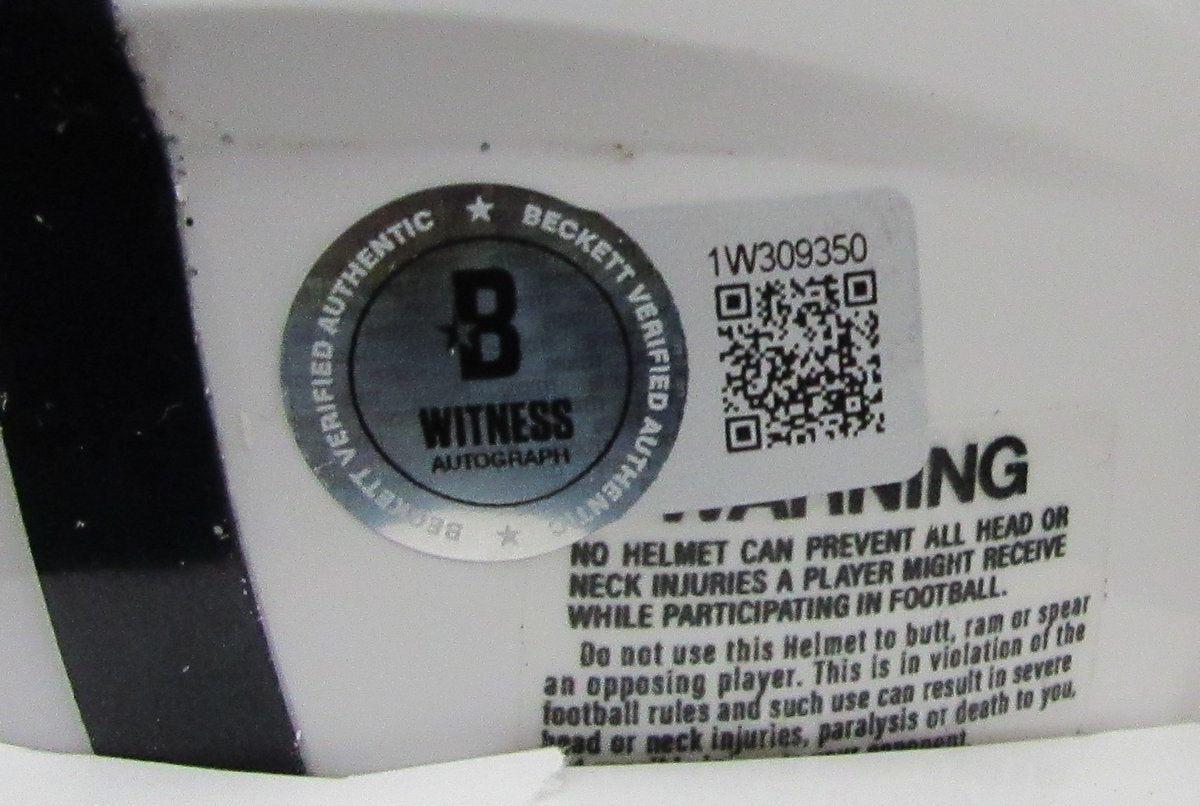 BECKETT VERIFIED AUTHENTIC ★ BECKETT VERIFIED AUTHENTIC ★
B
WITNESS
AUTOGRAPH
1W309350
WARNING
NO HELMET CAN PREVENT ALL HEAD OR
NECK INJURIES A PLAYER MIGHT RECEIVE
WHILE PARTICIPATING IN FOOTBALL.
Do not use this Helmet to butt, ram or spear
an opposing player. This is in violation of the
football rules and such use can result in severe
head or neck injuries, paralysis or death to you,
opponent